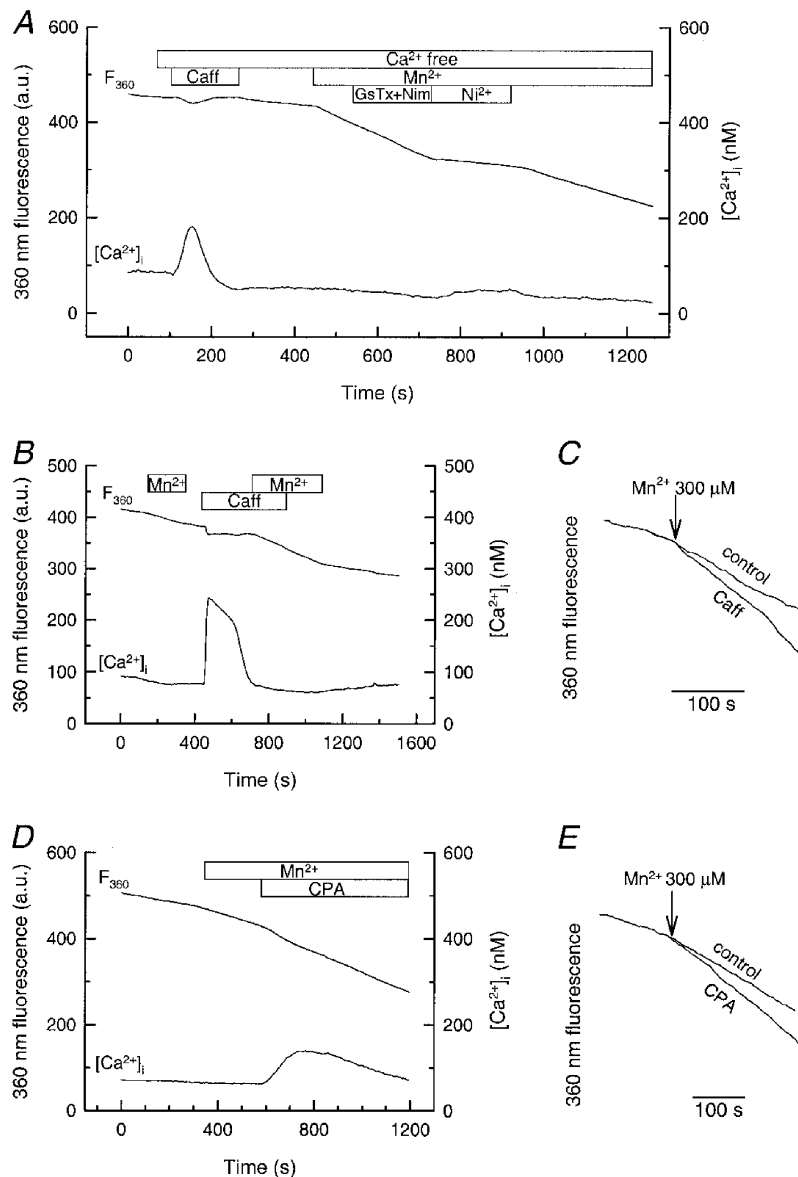 A
Ca²⁺ free
Caff
Mn²⁺
GsTx+Nim
Ni²⁺
F₃₆₀
[Ca²⁺]ᵢ
360 nm fluorescence (a.u.)
600
400
200
0
600
400
200
0
[Ca²⁺]ᵢ (nM)
0 200 400 600 800 1000 1200
Time (s)
B
Mn²⁺
Mn²⁺
Caff
F₃₆₀
[Ca²⁺]ᵢ
360 nm fluorescence (a.u.)
500
400
300
200
100
0
500
400
300
200
100
0
[Ca²⁺]ᵢ (nM)
0 400 800 1200 1600
Time (s)
C
Mn²⁺ 300 µM
control
Caff
360 nm fluorescence
100 s
D
Mn²⁺
CPA
F₃₆₀
[Ca²⁺]ᵢ
360 nm fluorescence (a.u.)
600
400
200
0
600
400
200
0
[Ca²⁺]ᵢ (nM)
0 400 800 1200
Time (s)
E
Mn²⁺ 300 µM
control
CPA
360 nm fluorescence
100 s